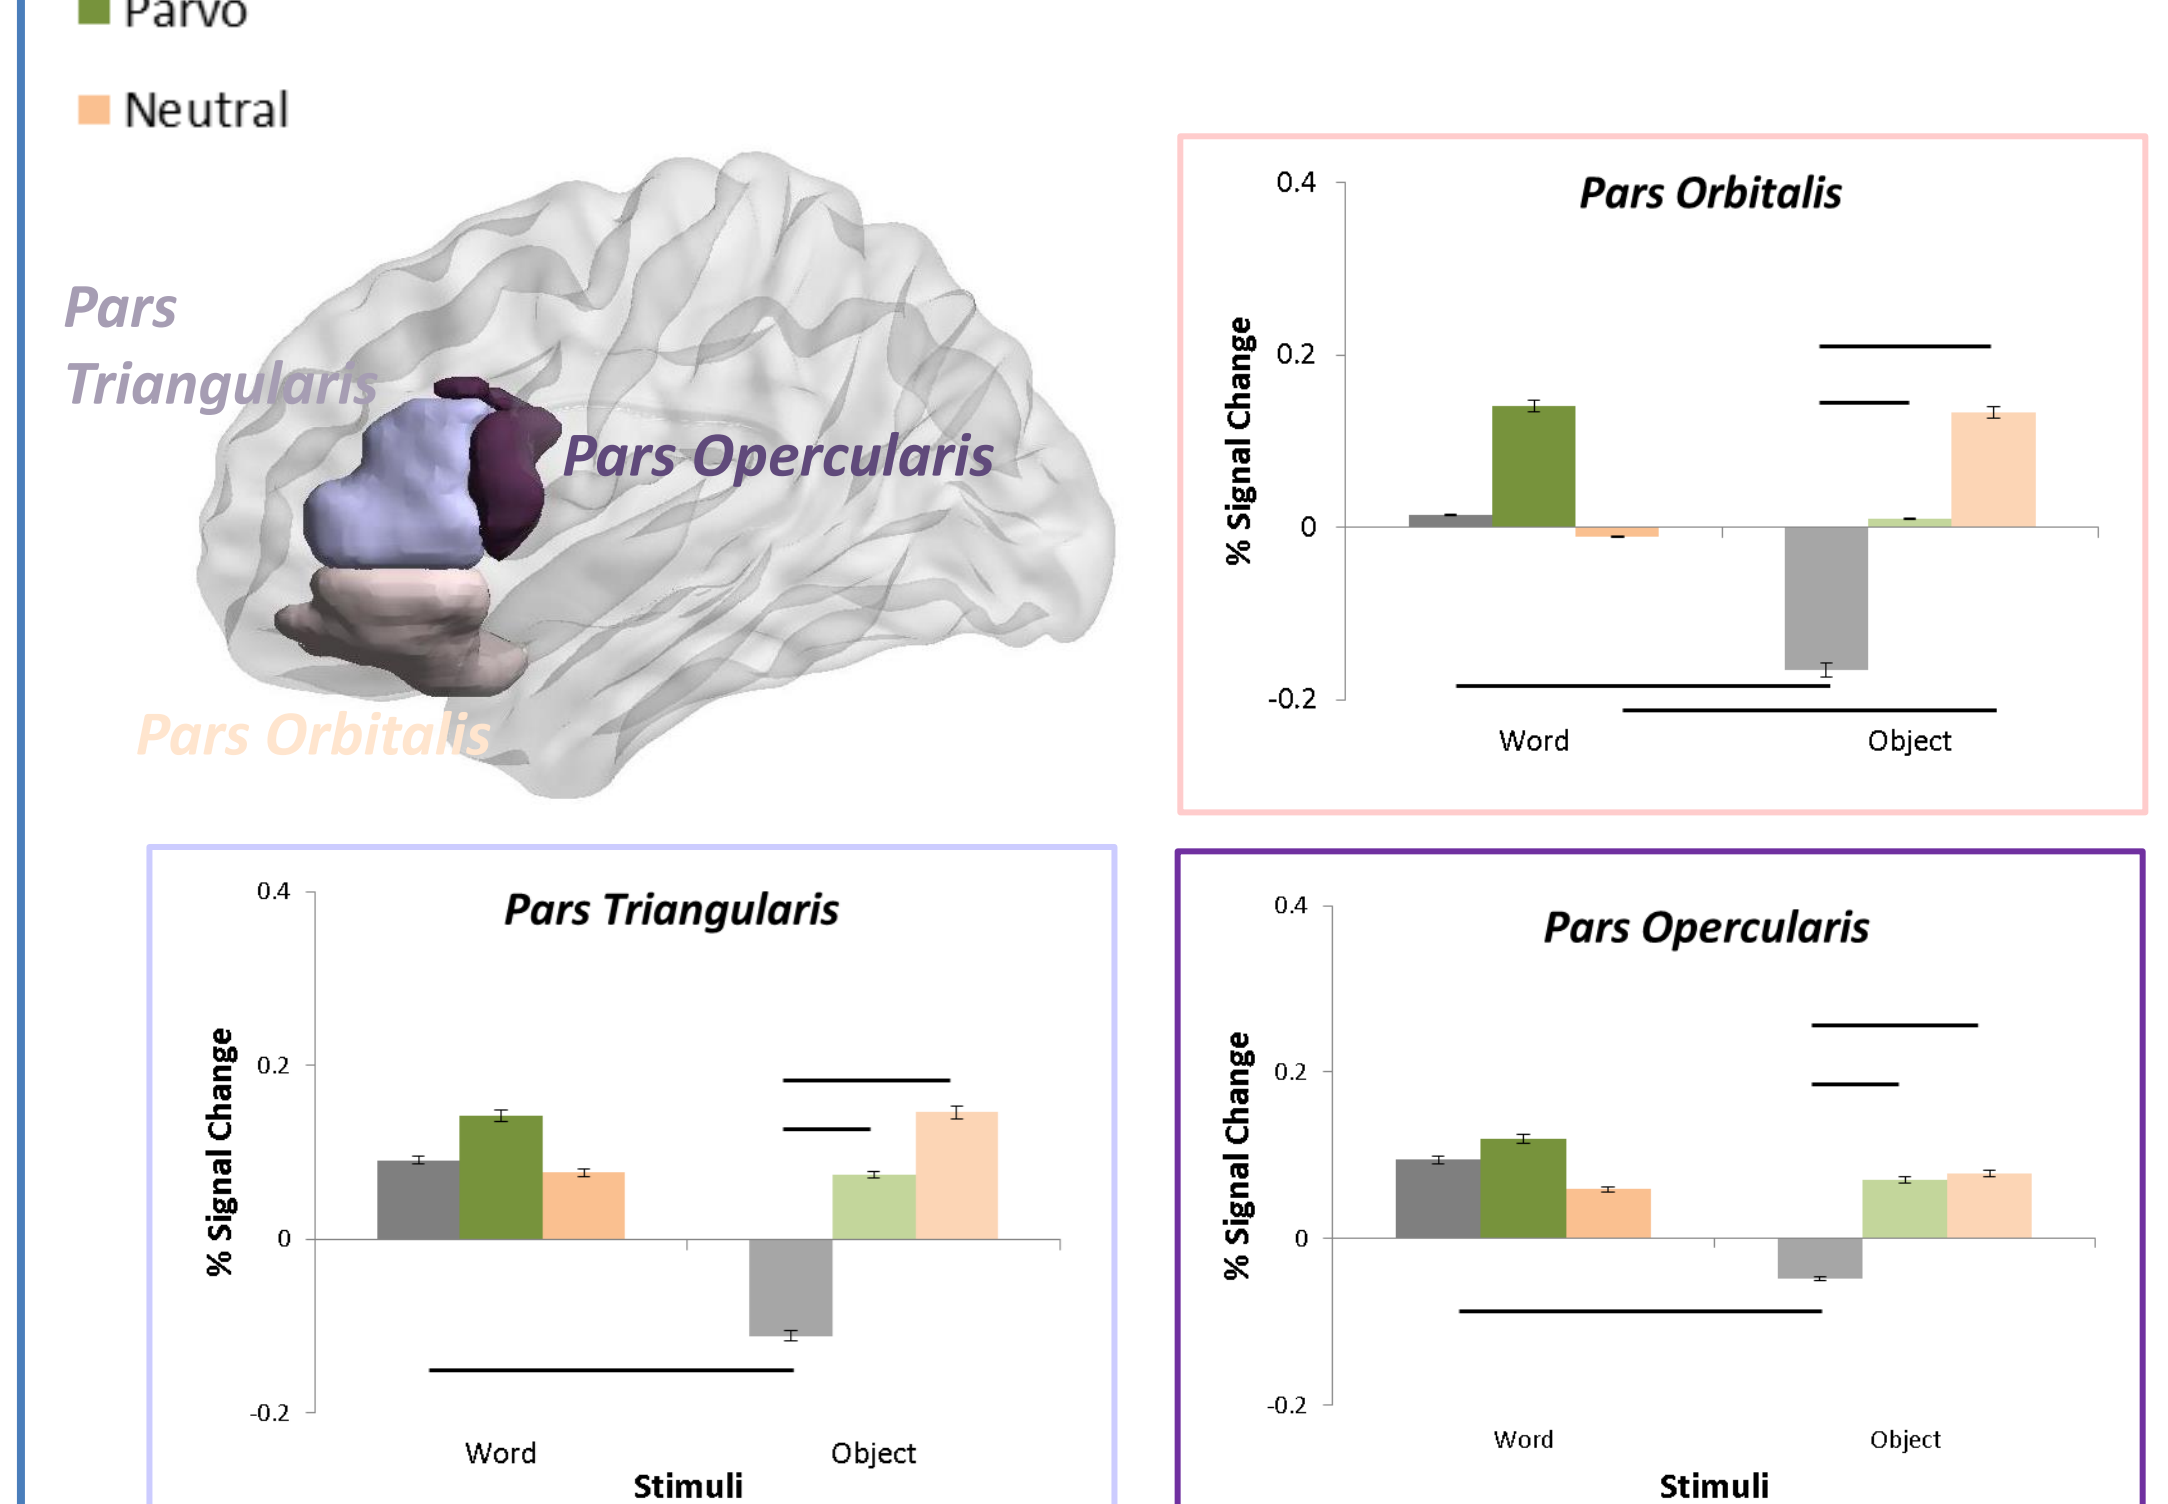 Parvo
Neutral
Pars
Triangularis
Pars Opercularis
Pars Orbitalis
Pars Orbitalis
0.4
0.2
0
-0.2
% Signal Change
Word Object
Pars Triangularis
0.4
0.2
0
-0.2
% Signal Change
Word Object
Stimuli
Pars Opercularis
0.4
0.2
0
-0.2
% Signal Change
Word Object
Stimuli